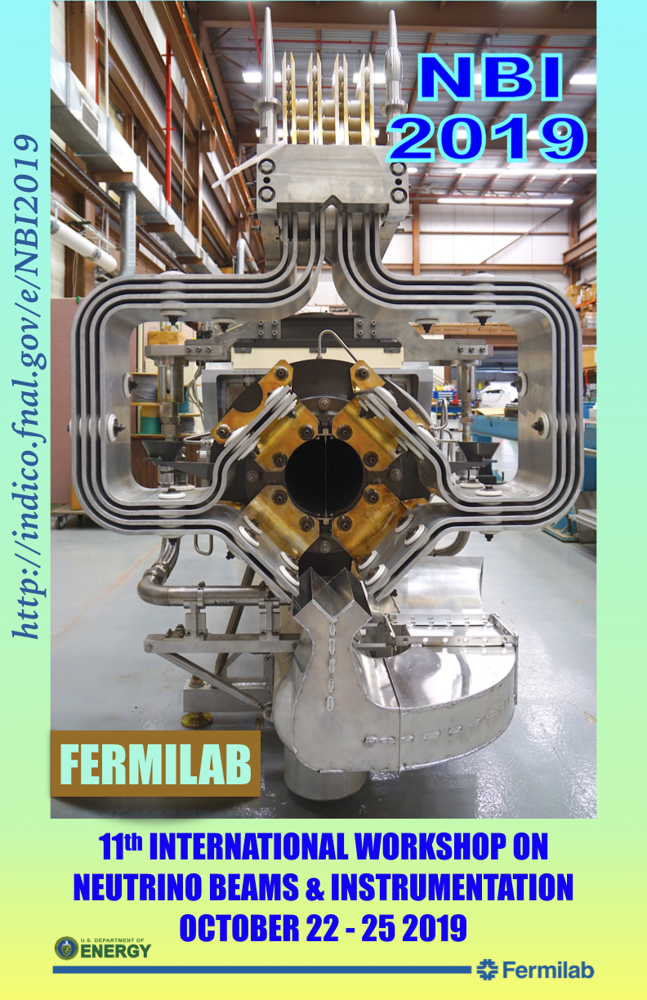 NBI
2019
http://indico.fnal.gov/e/NBI2019
FERMILAB
11th INTERNATIONAL WORKSHOP ON
NEUTRINO BEAMS & INSTRUMENTATION
OCTOBER 22 - 25 2019
U.S. DEPARTMENT OF
ENERGY
Fermilab